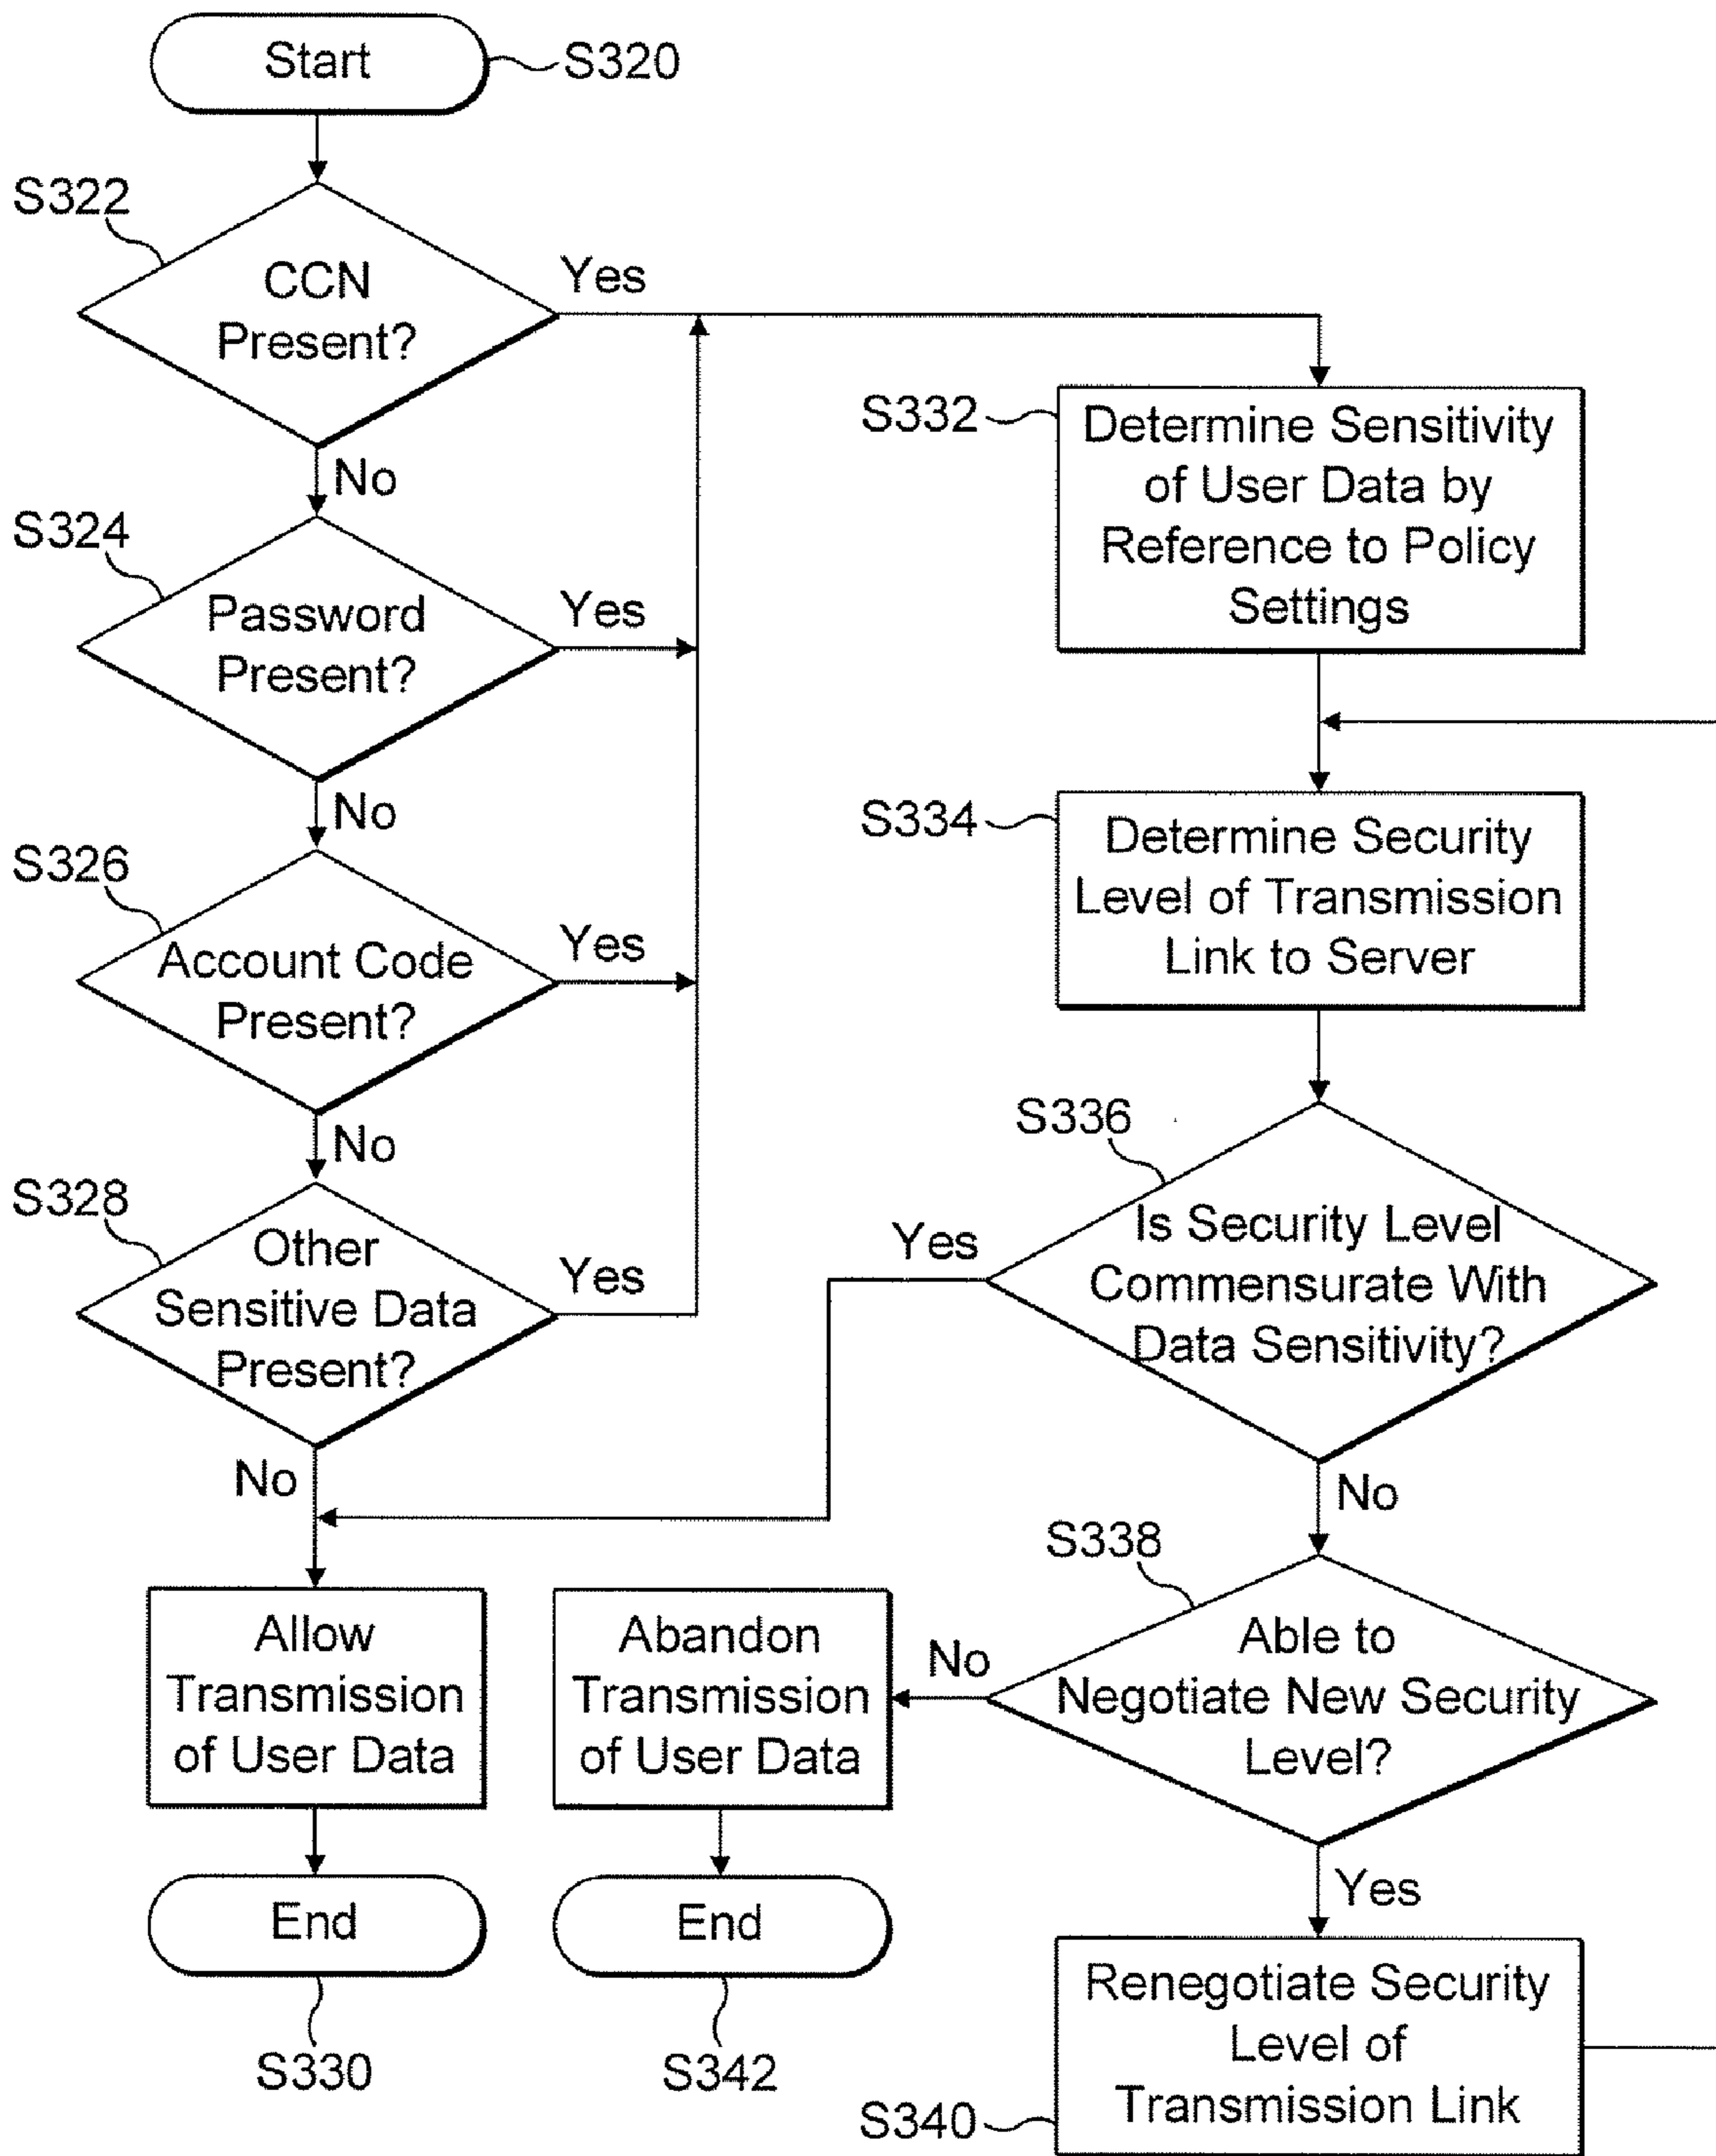 Start
S320
S322
CCN
Present?
Yes
No
S324
Password
Present?
Yes
No
S326
Account Code
Present?
Yes
No
S328
Other
Sensitive Data
Present?
Yes
No
Allow
Transmission
of User Data
End
S330
S332
Determine Sensitivity
of User Data by
Reference to Policy
Settings
S334
Determine Security
Level of Transmission
Link to Server
S336
Is Security Level
Commensurate With
Data Sensitivity?
Yes
No
S338
Able to
Negotiate New Security
Level?
No
Abandon
Transmission
of User Data
End
S342
Yes
Renegotiate Security
Level of
Transmission Link
S340